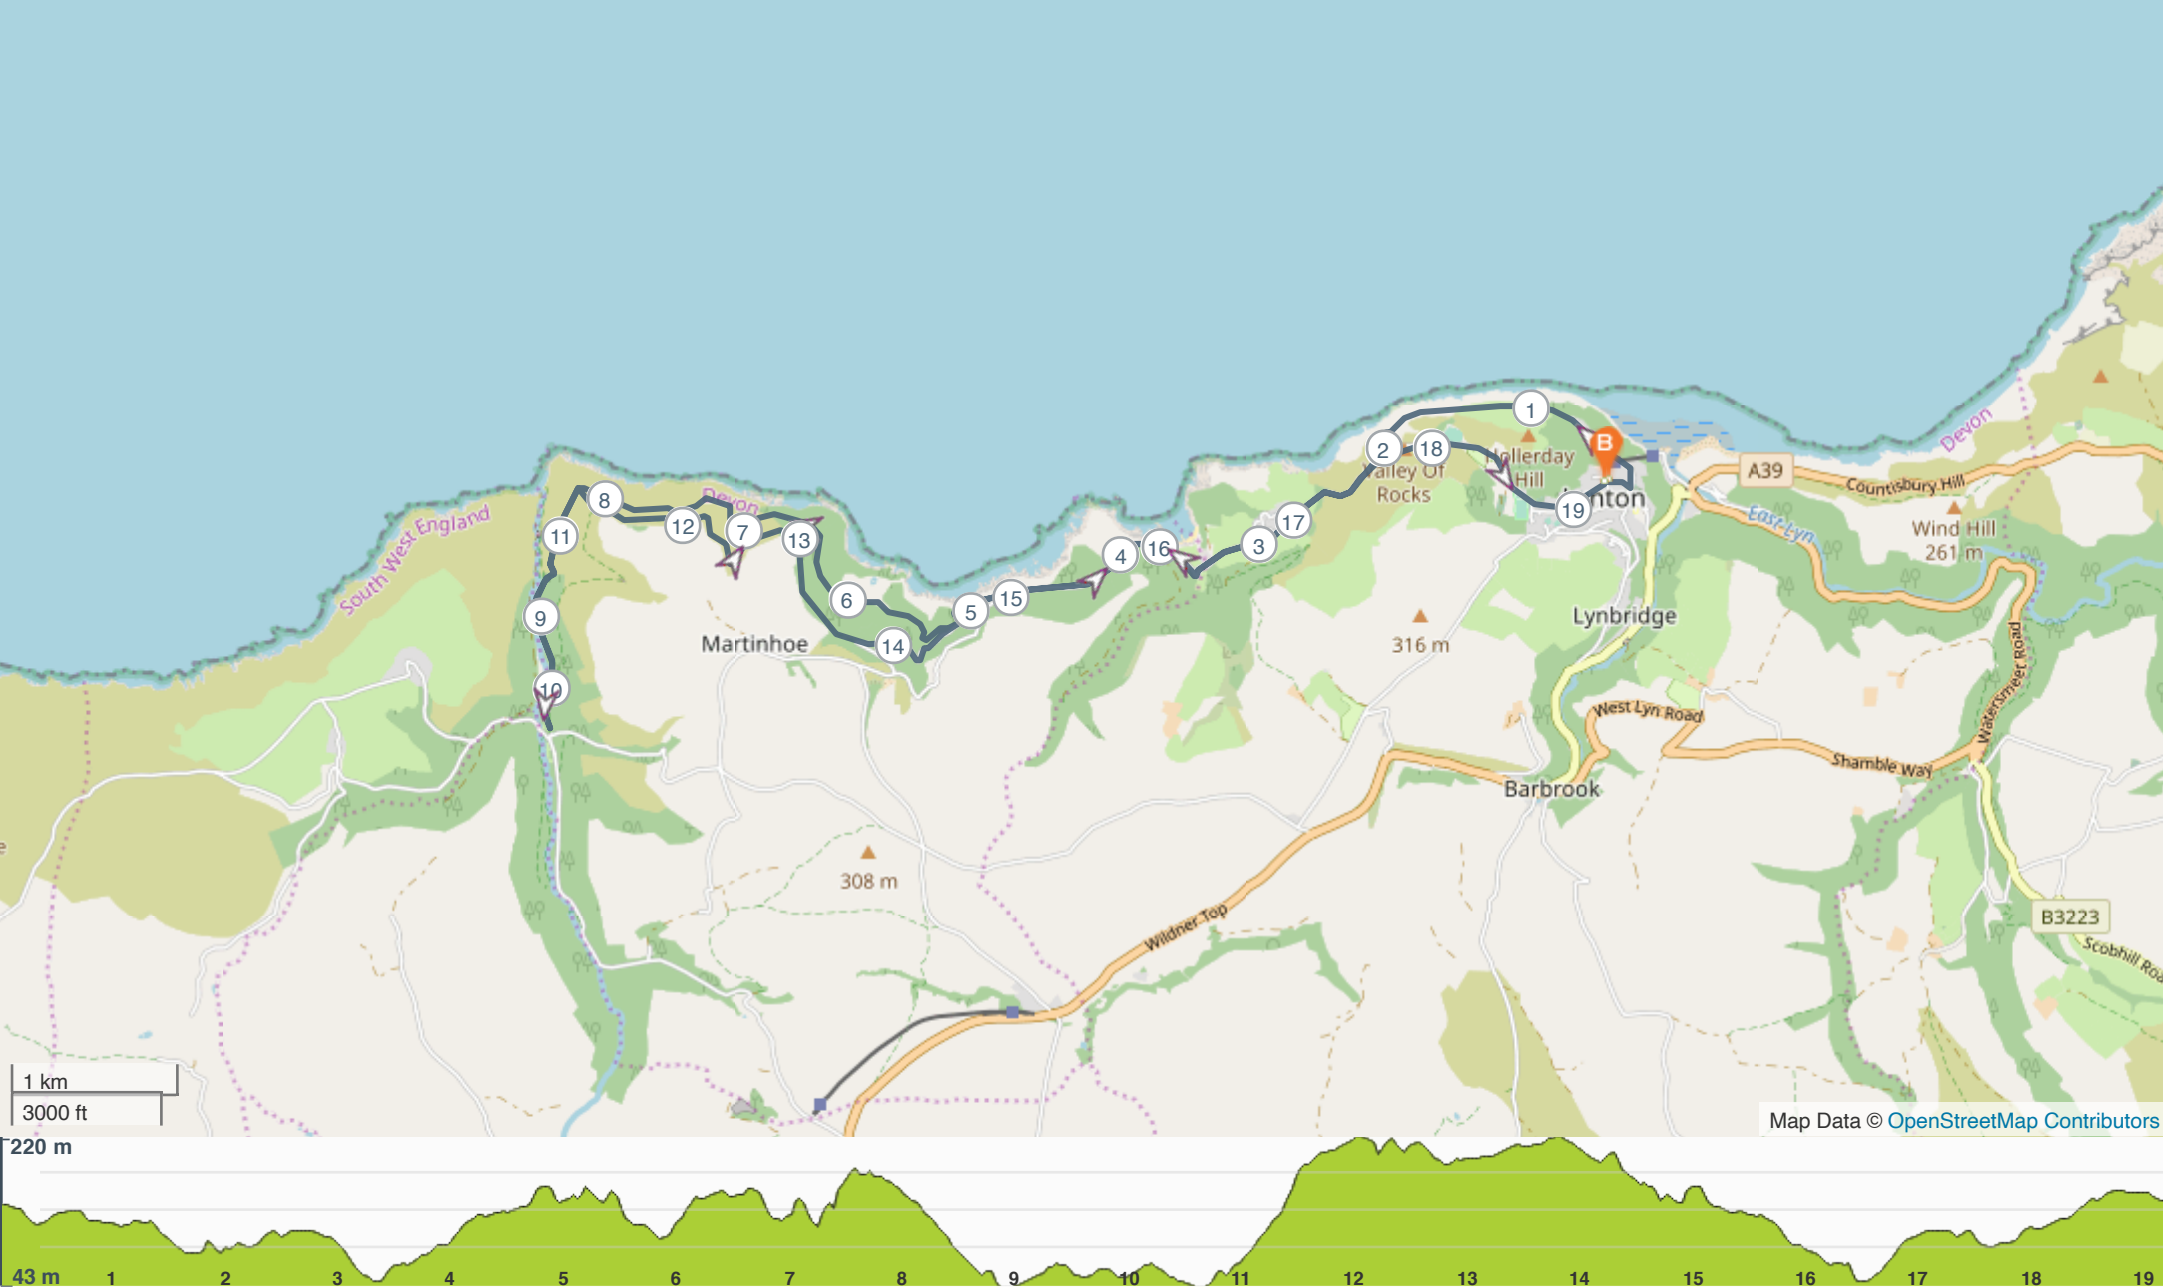 1
B
2
18
Hollerday
Hill
Valley Of
Rocks
A39
Countisbury Hill
Devon
South West England
Devon
8
12
7
13
11
17
3
16
4
19
East Lyn
Wind Hill
261 m
6
5
15
9
14
Martinhoe
316 m
Lynbridge
Watersmeet Road
10
West Lyn Road
Shamble Way
Barbrook
308 m
Wildner Top
B3223
1 km
3000 ft
Map Data © OpenStreetMap Contributors
220 m
43 m 1 2 3 4 5 6 7 8 9 10 11 12 13 14 15 16 17 18 19